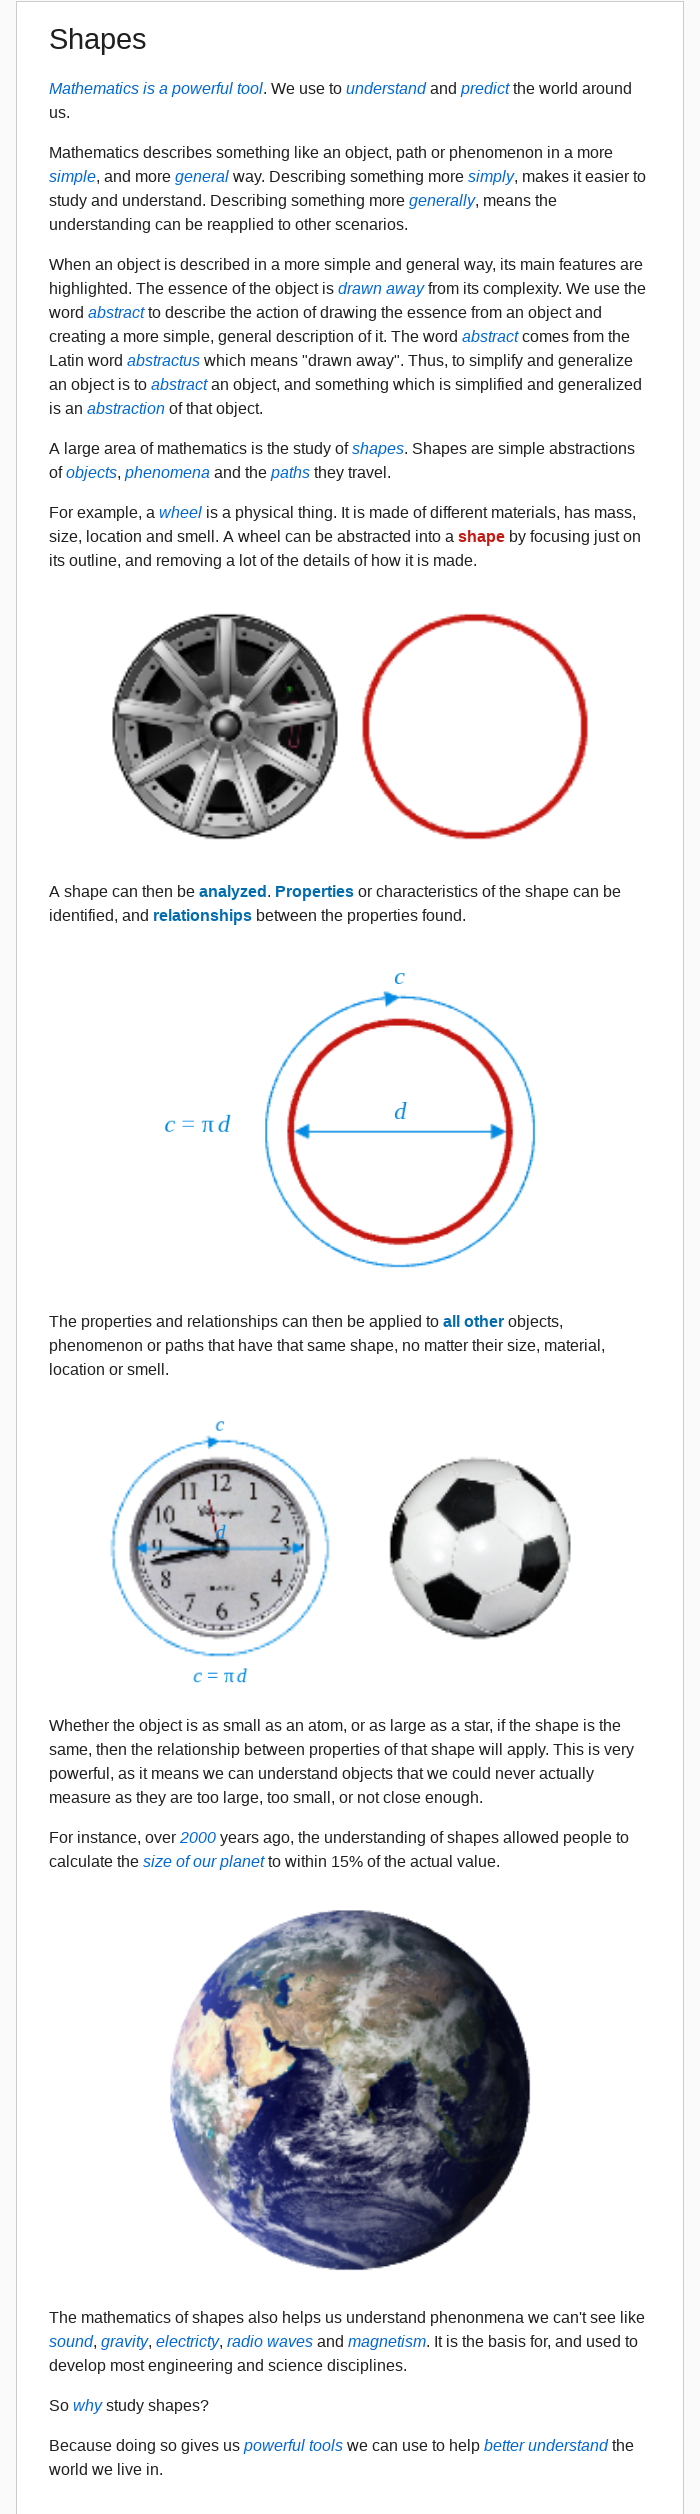 Shapes
Mathematics is a powerful tool. We use to understand and predict the world around
us.
Mathematics describes something like an object, path or phenomenon in a more
simple, and more general way. Describing something more simply, makes it easier to
study and understand. Describing something more generally, means the
understanding can be reapplied to other scenarios.
When an object is described in a more simple and general way, its main features are
highlighted. The essence of the object is drawn away from its complexity. We use the
word abstract to describe the action of drawing the essence from an object and
creating a more simple, general description of it. The word abstract comes from the
Latin word abstractus which means "drawn away". Thus, to simplify and generalize
an object is to abstract an object, and something which is simplified and generalized
is an abstraction of that object.
A large area of mathematics is the study of shapes. Shapes are simple abstractions
of objects, phenomena and the paths they travel.
For example, a wheel is a physical thing. It is made of different materials, has mass,
size, location and smell. A wheel can be abstracted into a shape by focusing just on
its outline, and removing a lot of the details of how it is made.
A shape can then be analyzed. Properties or characteristics of the shape can be
identified, and relationships between the properties found.
c
d
c = π d
The properties and relationships can then be applied to all other objects,
phenomenon or paths that have that same shape, no matter their size, material,
location or smell.
c
12
11 1
10 2
d
9 3
8 4
7 5
6
c = π d
Whether the object is as small as an atom, or as large as a star, if the shape is the
same, then the relationship between properties of that shape will apply. This is very
powerful, as it means we can understand objects that we could never actually
measure as they are too large, too small, or not close enough.
For instance, over 2000 years ago, the understanding of shapes allowed people to
calculate the size of our planet to within 15% of the actual value.
The mathematics of shapes also helps us understand phenonmena we can't see like
sound, gravity, electricty, radio waves and magnetism. It is the basis for, and used to
develop most engineering and science disciplines.
So why study shapes?
Because doing so gives us powerful tools we can use to help better understand the
world we live in.